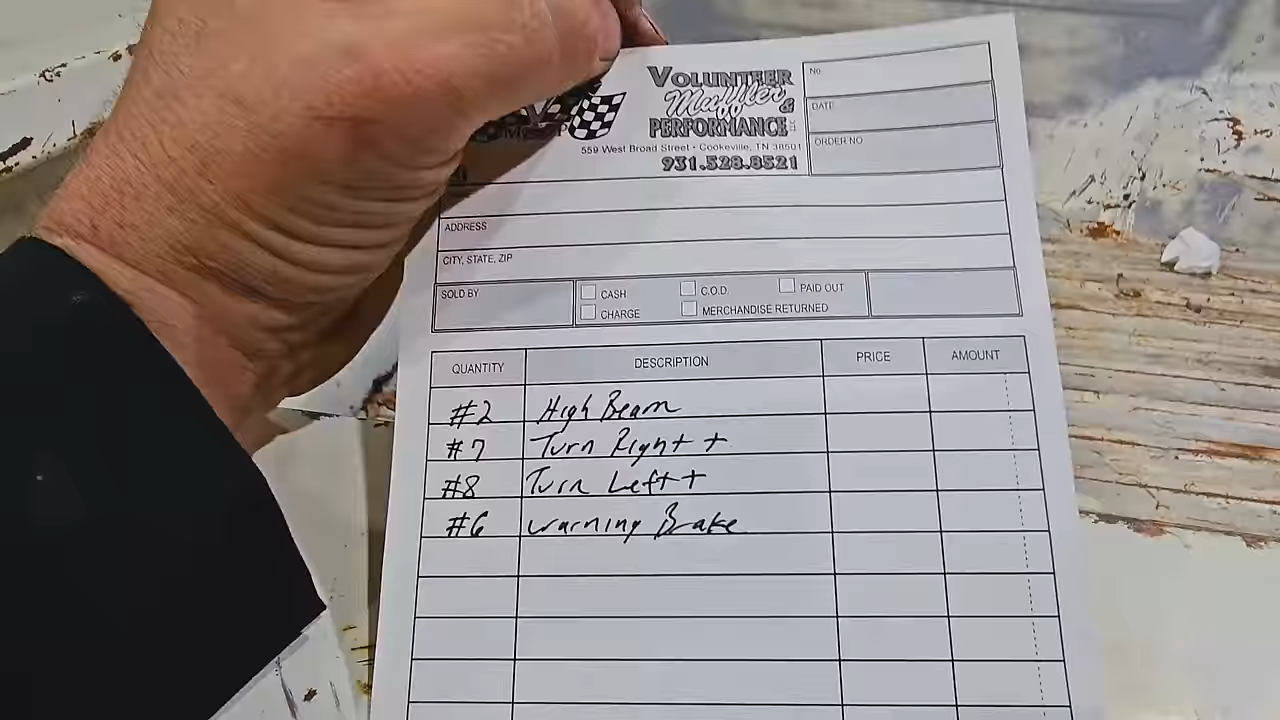 VOLUNTEER
Muffler &
PERFORMANCE
559 West Broad Street • Cookeville, TN 38501
931.528.8521
No
DATE
ORDER NO
ADDRESS
CITY, STATE, ZIP
SOLD BY
CASH C.O.D. PAID OUT
CHARGE MERCHANDISE RETURNED
QUANTITY DESCRIPTION PRICE AMOUNT
#2 High Beam
#7 Turn Right +
#8 Turn Left +
#6 Warning Brake